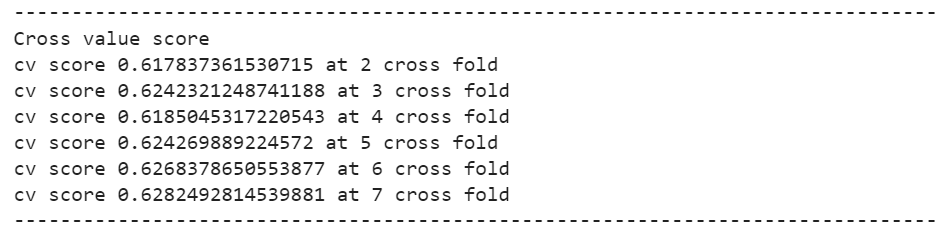 --------------------------------------------------------------------------------
Cross value score
cv score 0.617837361530715 at 2 cross fold
cv score 0.6242321248741188 at 3 cross fold
cv score 0.6185045317220543 at 4 cross fold
cv score 0.624269889224572 at 5 cross fold
cv score 0.6268378650553877 at 6 cross fold
cv score 0.6282492814539881 at 7 cross fold
--------------------------------------------------------------------------------